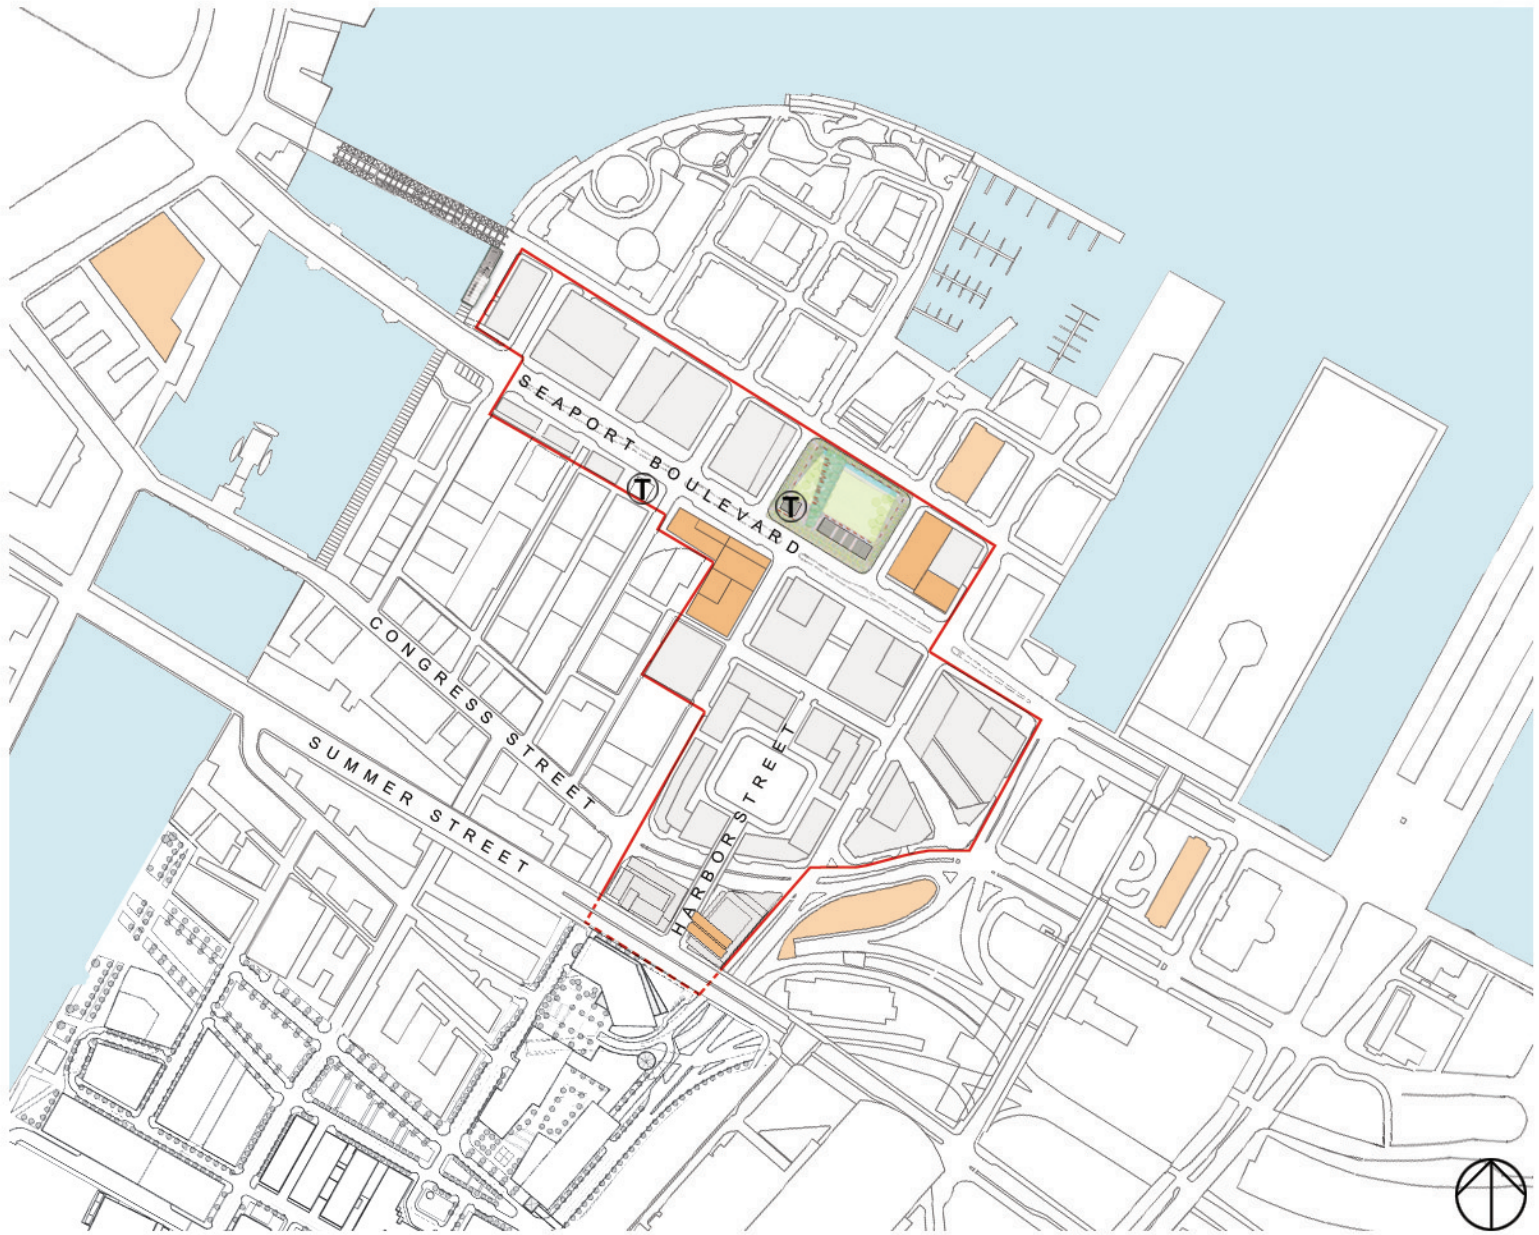 SEAPORT BOULEVARD
T
T
CONGRESS STREET
HARBOR STREET
SUMMER STREET